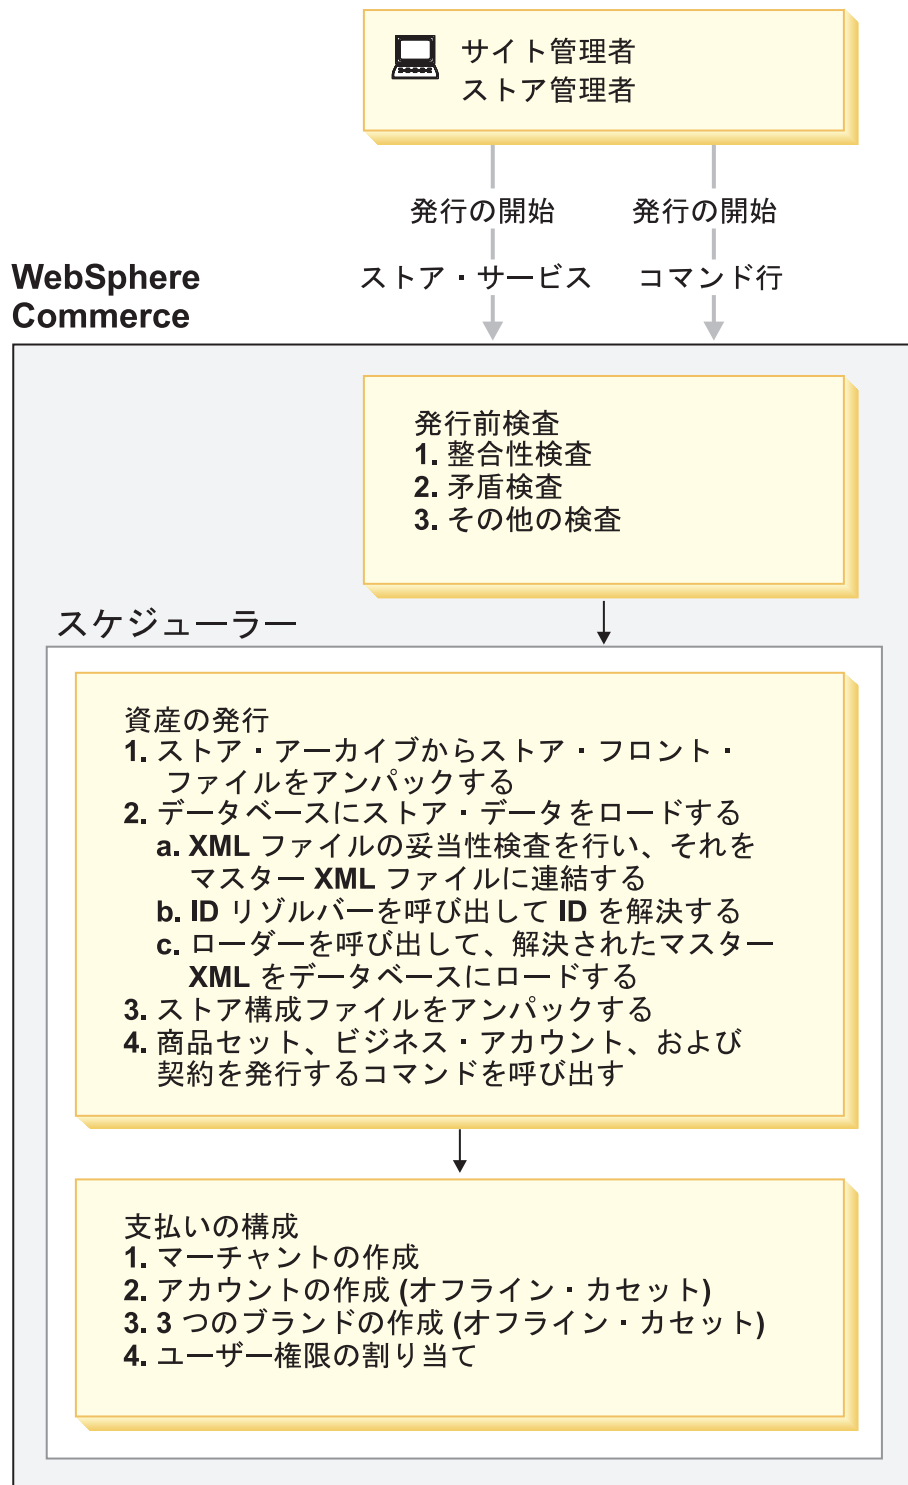 サイト管理者
ストア管理者
発行の開始
発行の開始
ストア・サービス
コマンド行
WebSphere
Commerce
発行前検査
1. 整合性検査
2. 矛盾検査
3. その他の検査
スケジューラー
資産の発行
1. ストア・アーカイブからストア・フロント・
ファイルをアンパックする
2. データベースにストア・データをロードする
a. XML ファイルの妥当性検査を行い、それを
マスター XML ファイルに連結する
b. ID リゾルバーを呼び出して ID を解決する
c. ローダーを呼び出して、解決されたマスター
XML をデータベースにロードする
3. ストア構成ファイルをアンパックする
4. 商品セット、ビジネス・アカウント、および
契約を発行するコマンドを呼び出す
支払いの構成
1. マーチャントの作成
2. アカウントの作成 (オフライン・カセット)
3. 3 つのブランドの作成 (オフライン・カセット)
4. ユーザー権限の割り当て